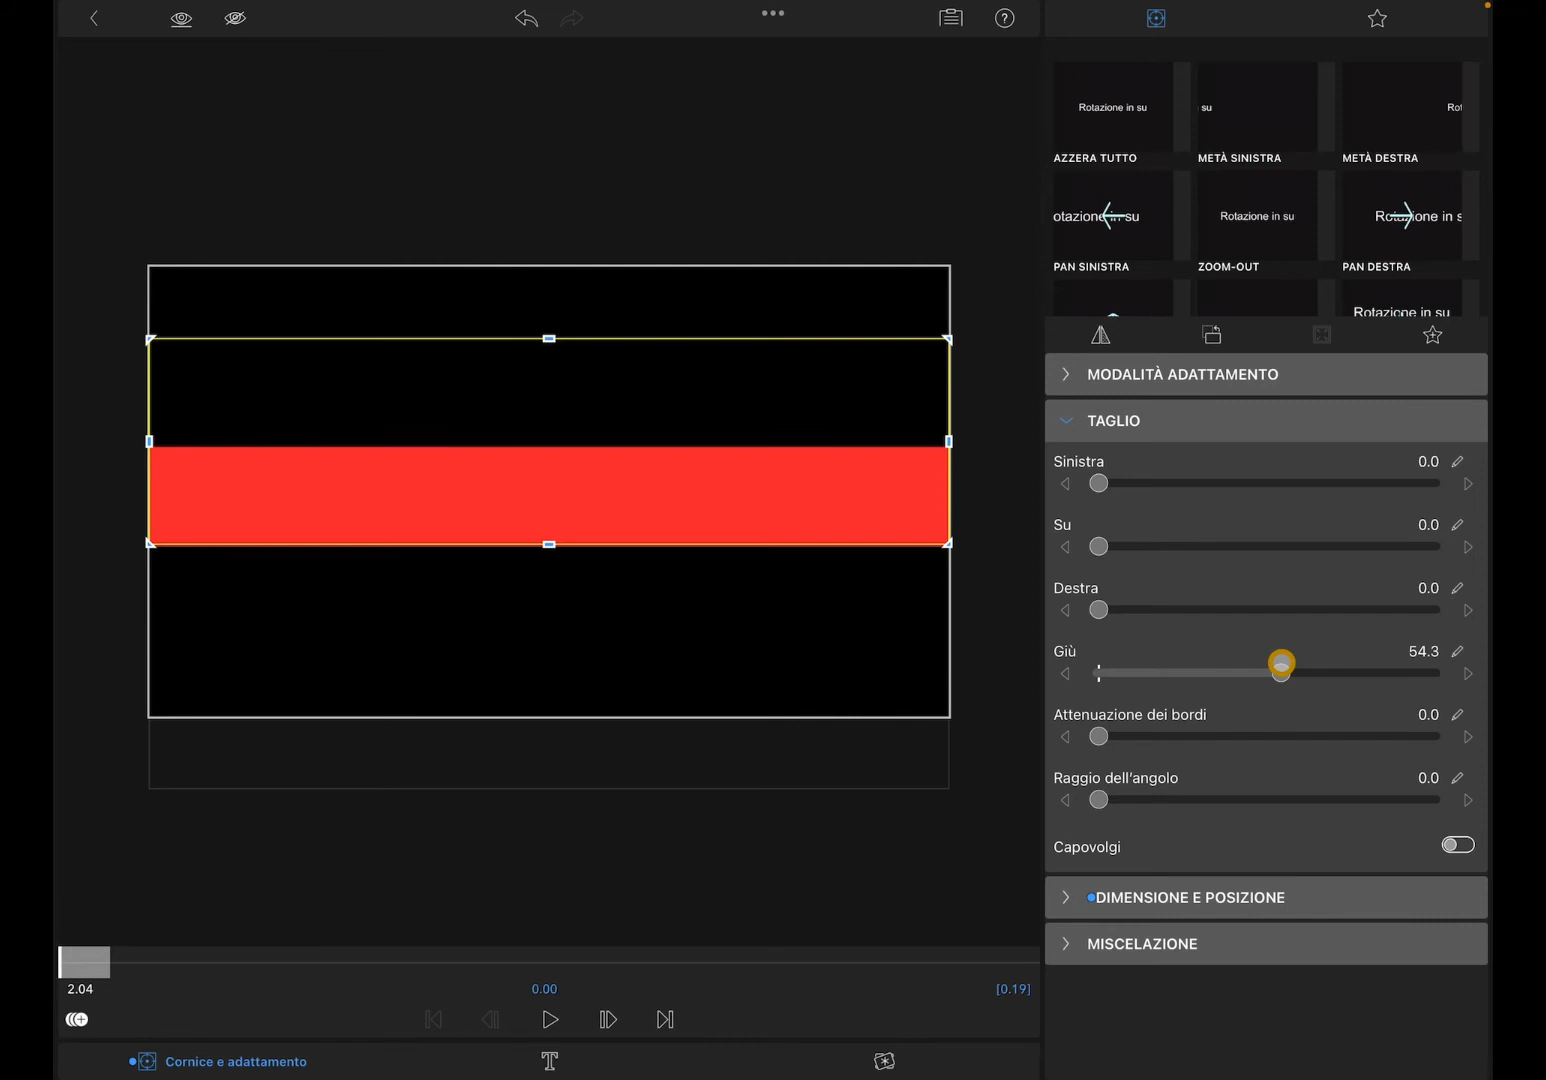 Rotazione in su
su
Rot
AZZERA TUTTO
METÀ SINISTRA
METÀ DESTRA
otazione in su
Rotazione in su
Rotazione in s
PAN SINISTRA
ZOOM-OUT
PAN DESTRA
Rotazione in su
MODALITÀ ADATTAMENTO
TAGLIO
Sinistra
0.0
Su
0.0
Destra
0.0
Giù
54.3
Attenuazione dei bordi
0.0
Raggio dell'angolo
0.0
Capovolgi
DIMENSIONE E POSIZIONE
MISCELAZIONE
2.04
0.00
[0.19]
Cornice e adattamento